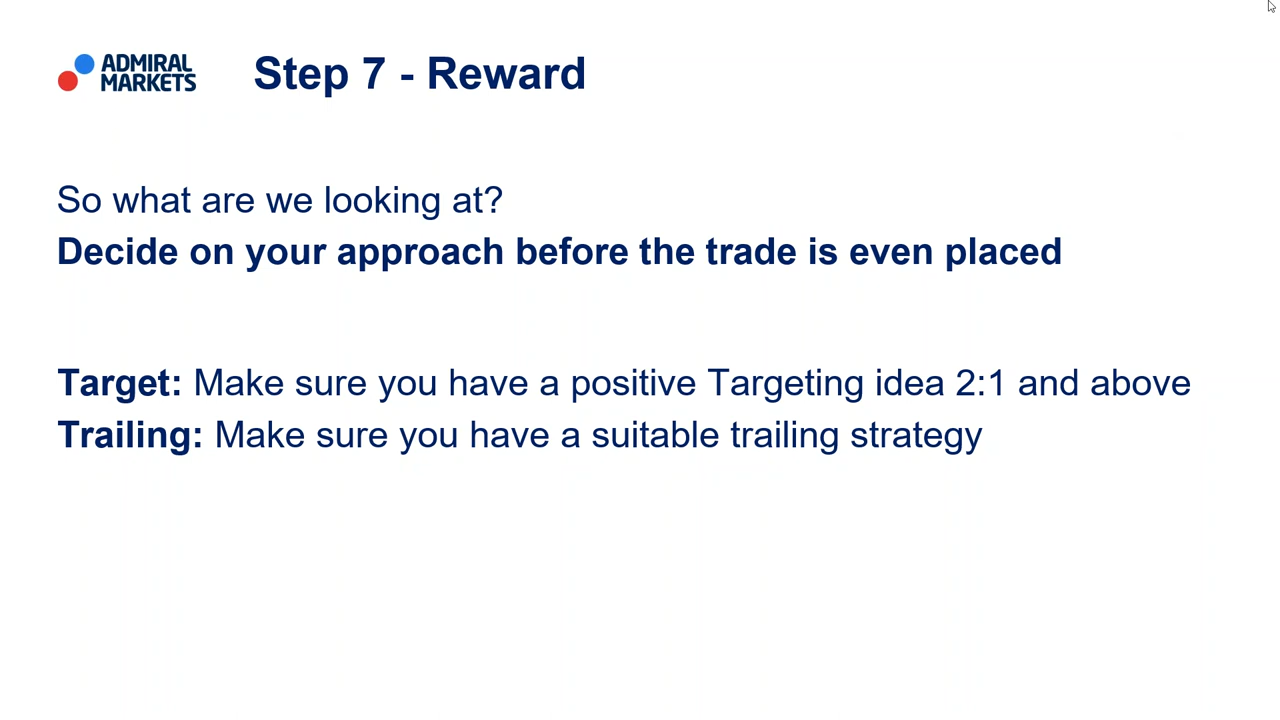 ADMIRAL
MARKETS
Step 7 - Reward
So what are we looking at?
Decide on your approach before the trade is even placed
Target: Make sure you have a positive Targeting idea 2:1 and above
Trailing: Make sure you have a suitable trailing strategy